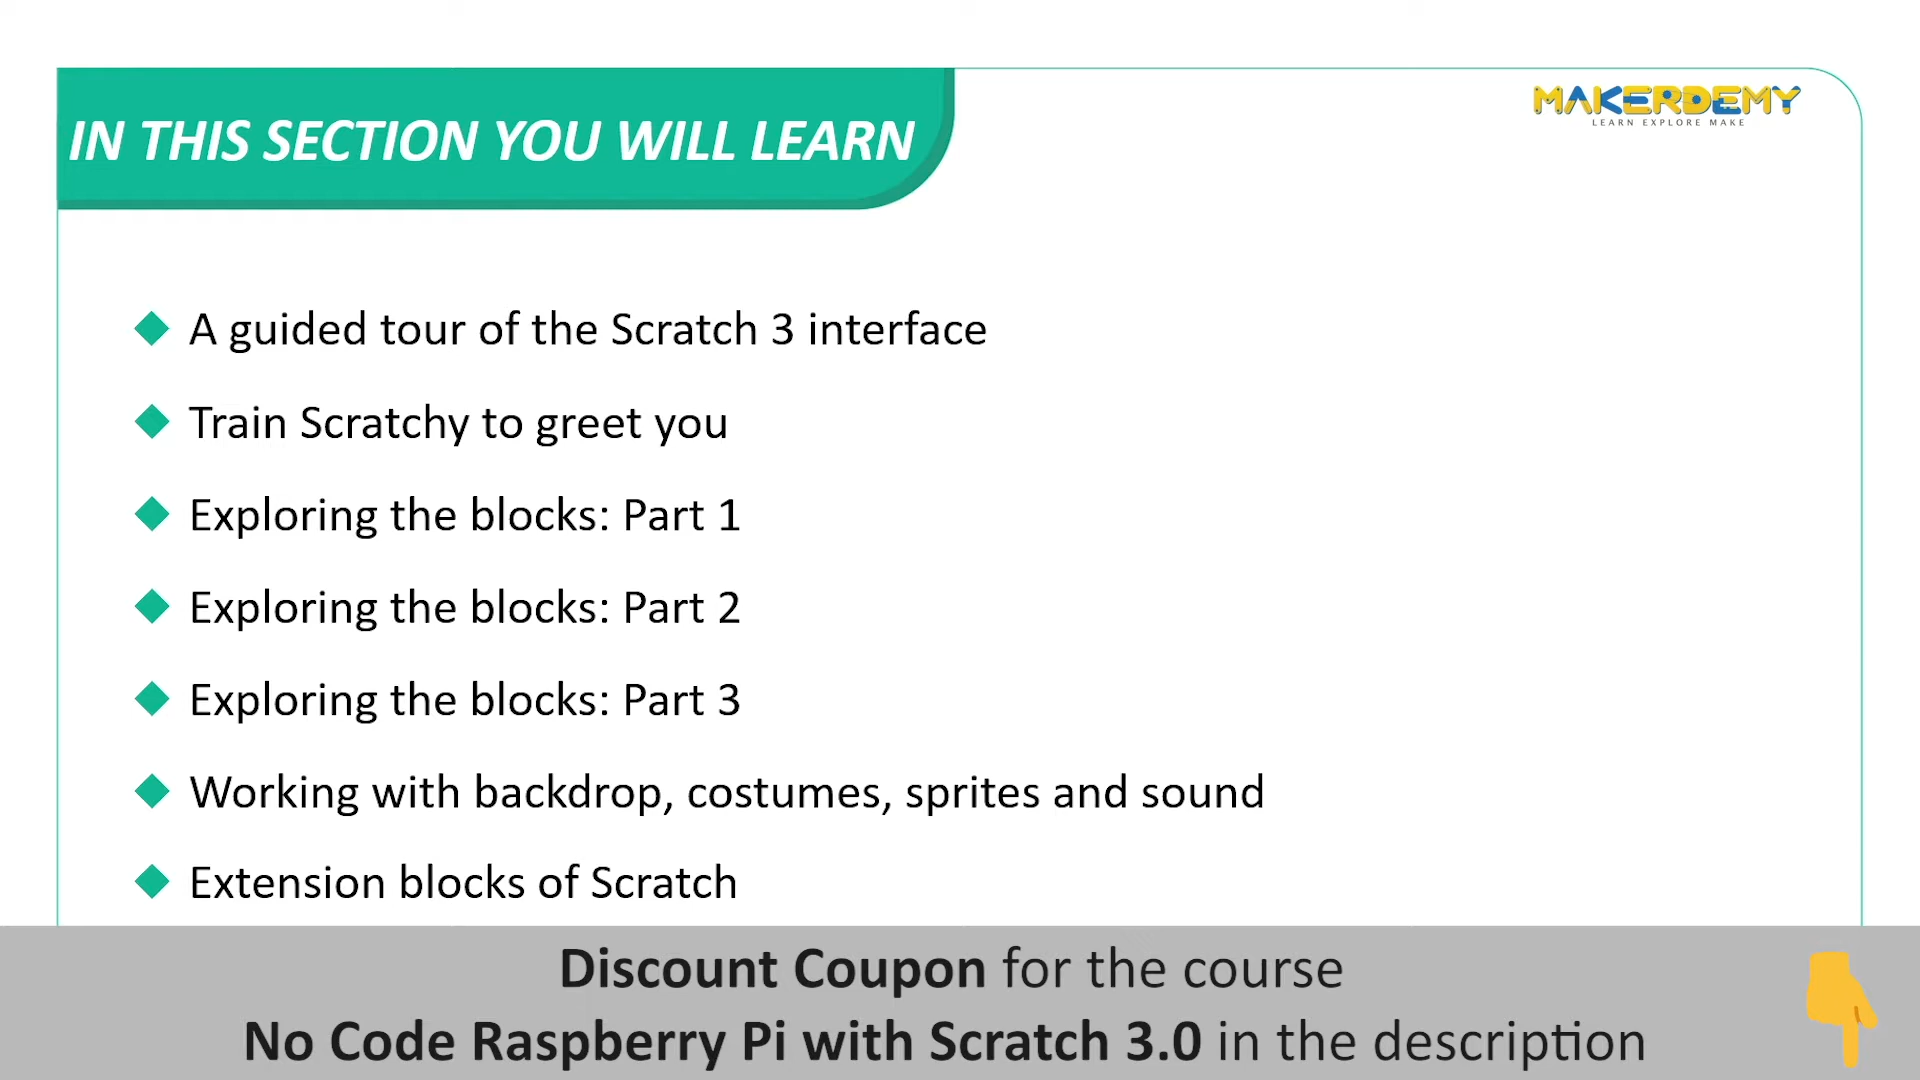 IN THIS SECTION YOU WILL LEARN
MAKERDEMY
LEARN EXPLORE MAKE
A guided tour of the Scratch 3 interface
Train Scratchy to greet you
Exploring the blocks: Part 1
Exploring the blocks: Part 2
Exploring the blocks: Part 3
Working with backdrop, costumes, sprites and sound
Extension blocks of Scratch
Discount Coupon for the course
No Code Raspberry Pi with Scratch 3.0 in the description